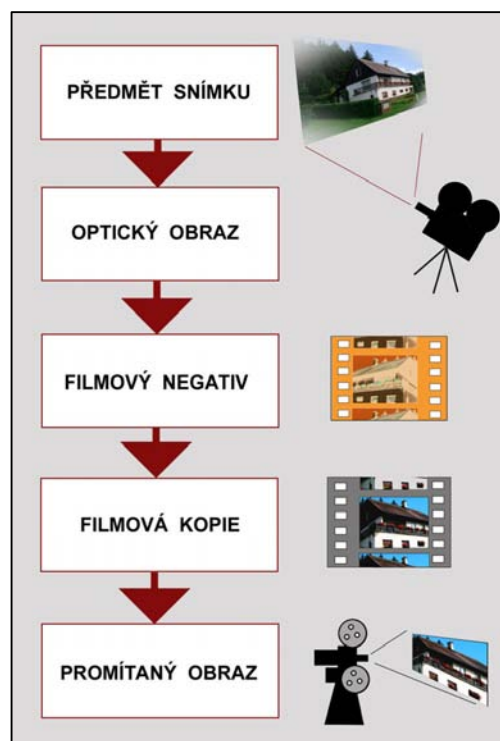 PŘEDMĚT SNÍMKU
OPTICKÝ OBRAZ
FILMOVÝ NEGATIV
FILMOVÁ KOPIE
PROMÍTANÝ OBRAZ